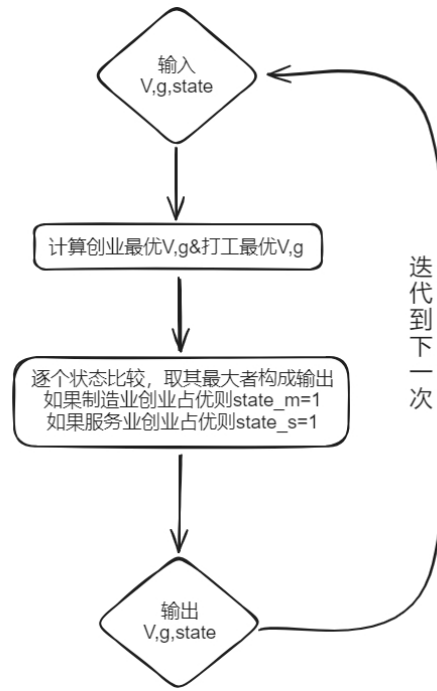 输入
V,g,state
计算创业最优V,g&打工最优V,g
逐个状态比较，取其最大者构成输出
如果制造业创业占优则state_m=1
如果服务业创业占优则state_s=1
输出
V,g,state
迭代到下一次